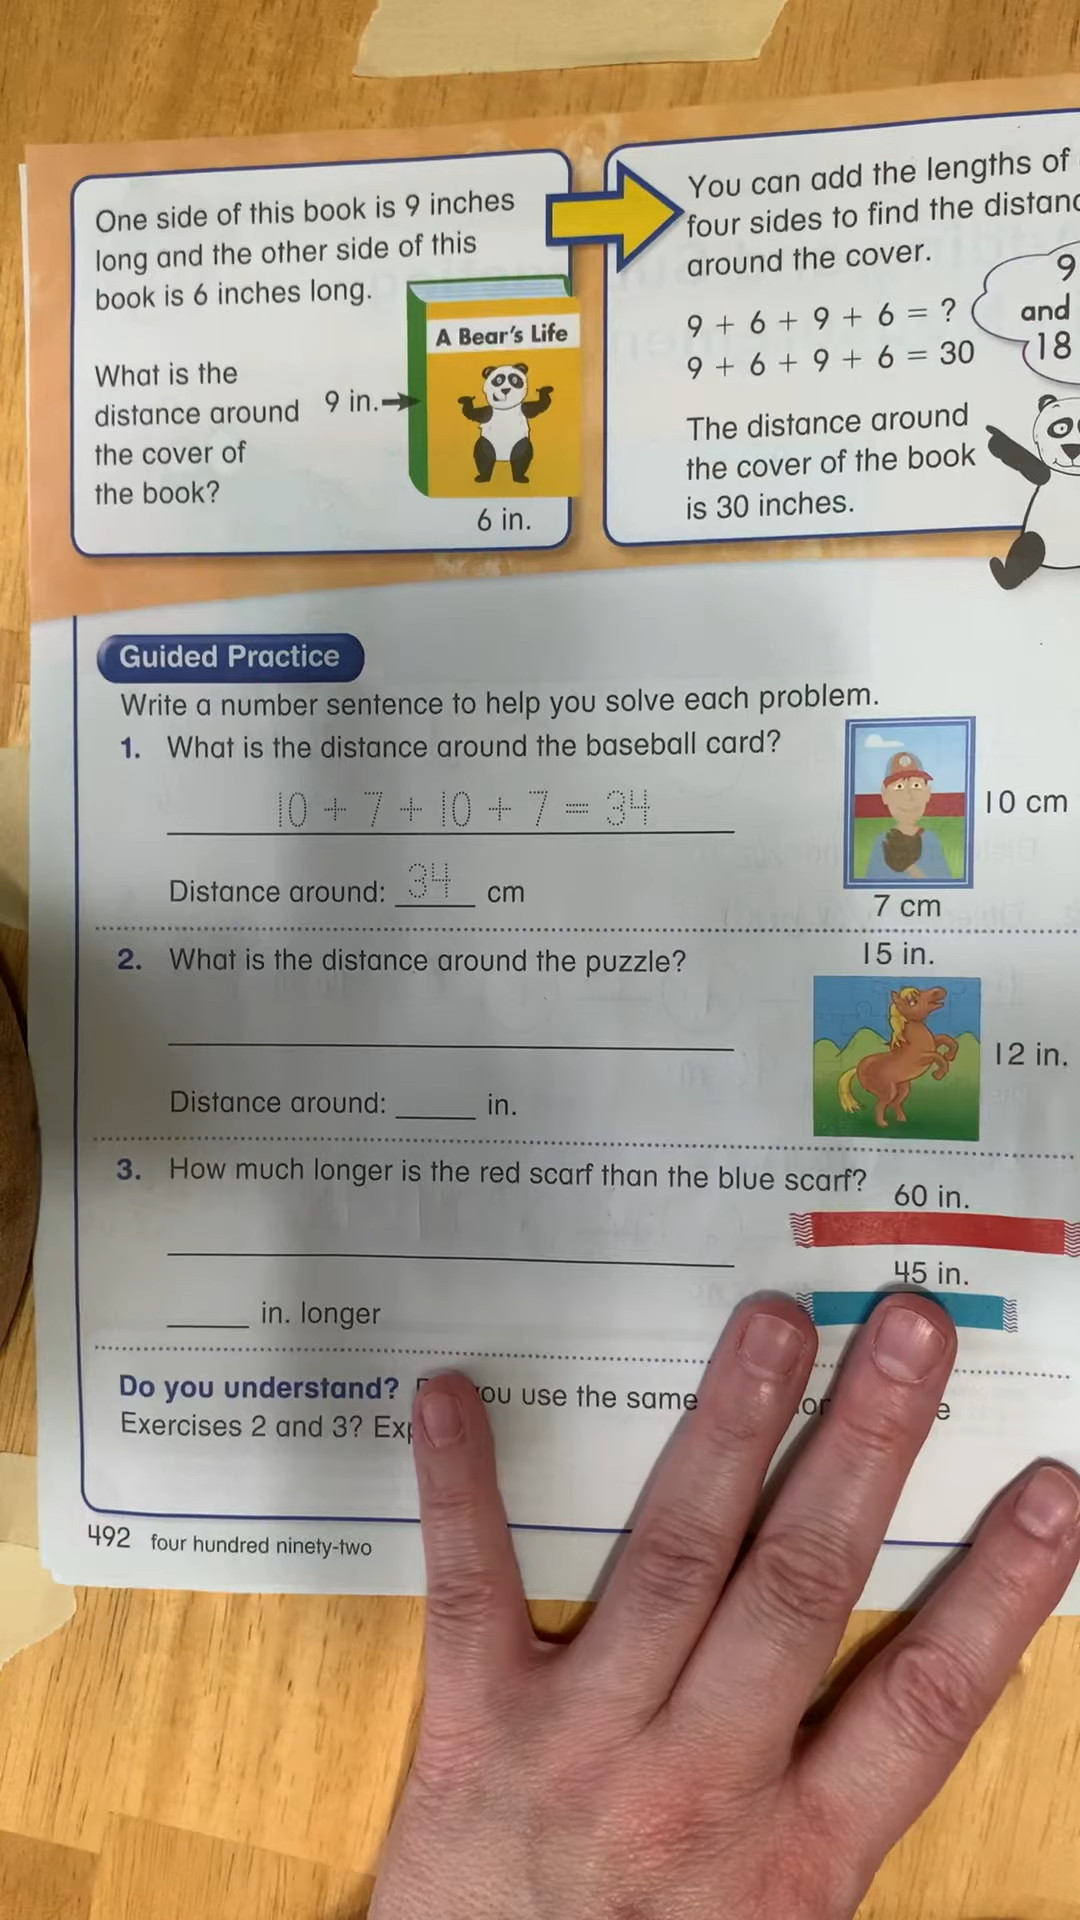 One side of this book is 9 inches
long and the other side of this
book is 6 inches long.
What is the
distance around
the cover of
the book?
9 in.
A Bear's Life
6 in.
You can add the lengths of
four sides to find the distanc
around the cover.
9 + 6 + 9 + 6 = ?
9 + 6 + 9 + 6 = 30
The distance around
the cover of the book
is 30 inches.
9
and
18
Guided Practice
Write a number sentence to help you solve each problem.
1. What is the distance around the baseball card?
10 + 7 + 10 + 7 = 34
Distance around: 34 cm
10 cm
7 cm
2. What is the distance around the puzzle?
Distance around: ____ in.
15 in.
12 in.
3. How much longer is the red scarf than the blue scarf?
____ in. longer
60 in.
45 in.
Do you understand? ou use the same
Exercises 2 and 3?
492 four hundred ninety-two